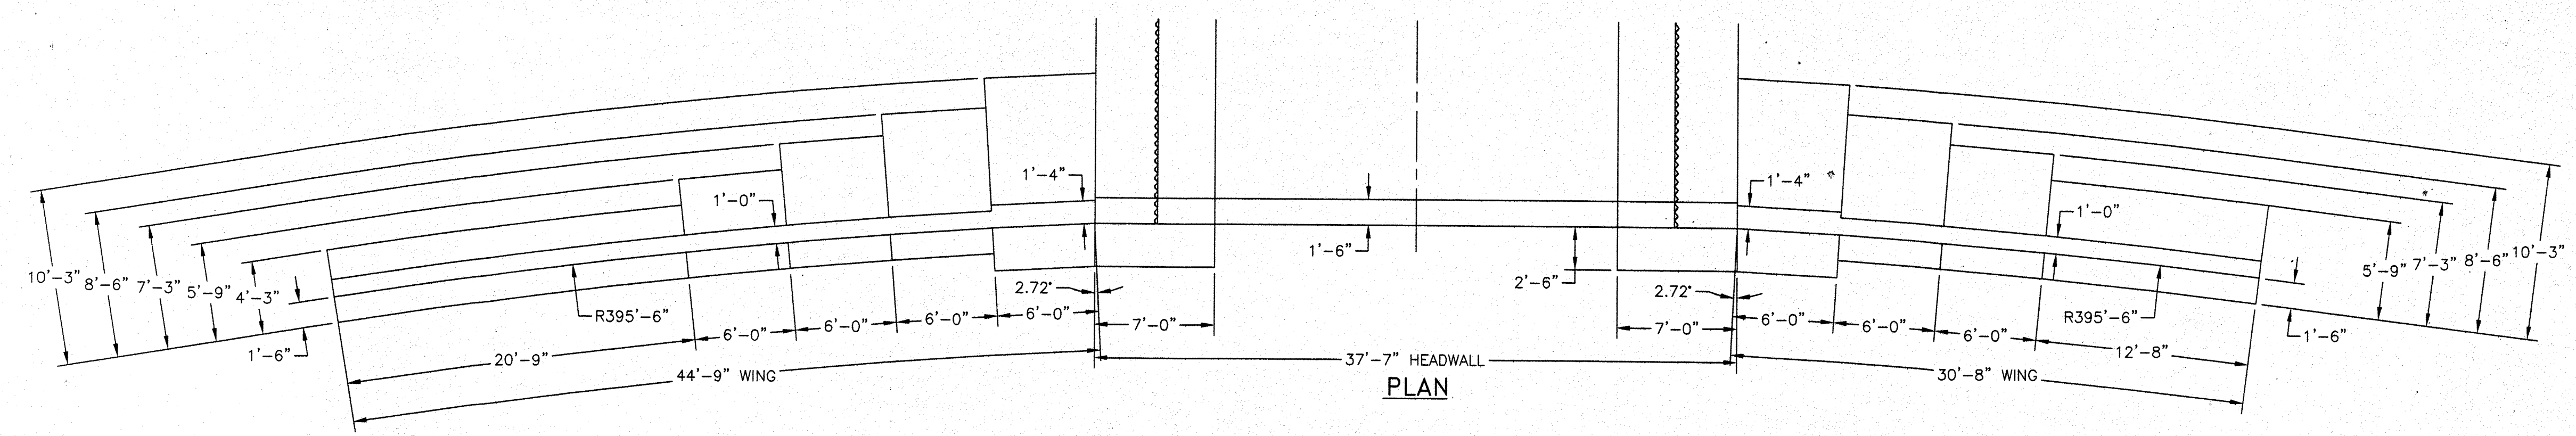 10'-3" 8'-6" 7'-3" 5'-9" 4'-3"
1'-6"
1'-0"
1'-4"
R395'-6"
2.72°
20'-9" 6'-0" 6'-0" 6'-0" 6'-0" 7'-0"
44'-9" WING
1'-6"
2'-6"
37'-7" HEADWALL
PLAN
1'-4"
1'-0"
2.72°
R395'-6"
7'-0" 6'-0" 6'-0" 6'-0" 12'-8"
30'-8" WING
1'-6"
5'-9" 7'-3" 8'-6" 10'-3"